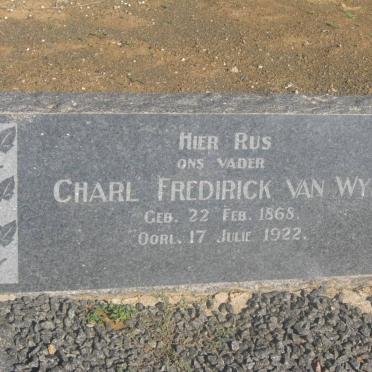 HIER RUS
ONS VADER
CHARL FREDIRICK VAN WY
GEB. 22 FEB. 1868.
OORL. 17 JULIE 1922.